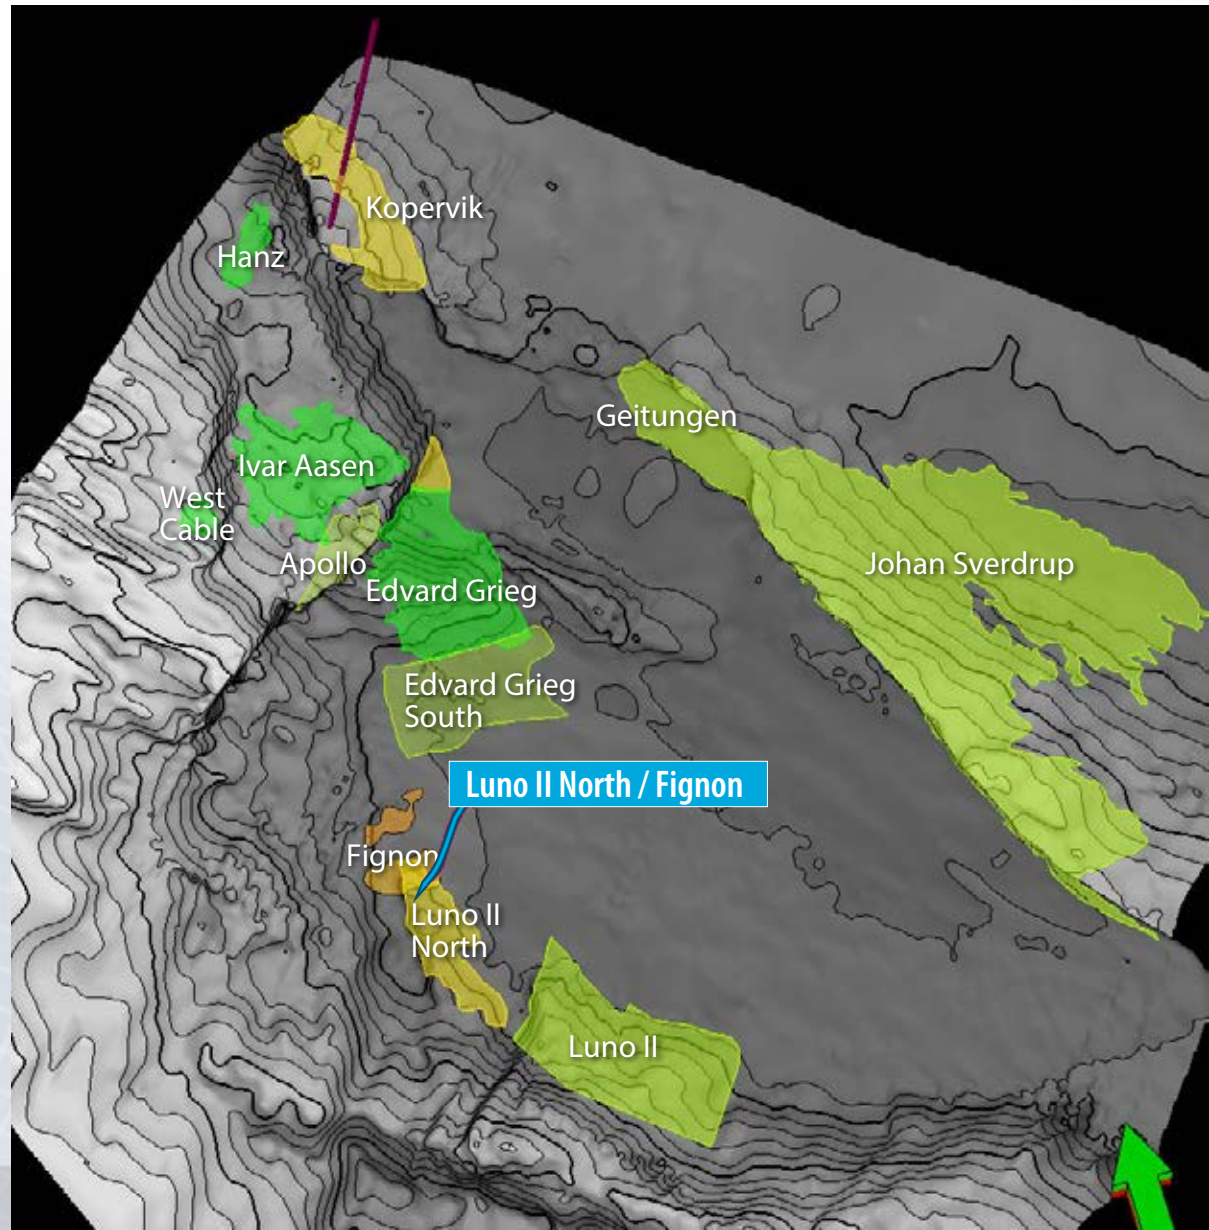 Kopervik
Hanz
Geitungen
Ivar Aasen
West
Cable
Apollo
Johan Sverdrup
Edvard Grieg
Edvard Grieg
South
Luno II North / Fignon
Fignon
Luno II
North
Luno II